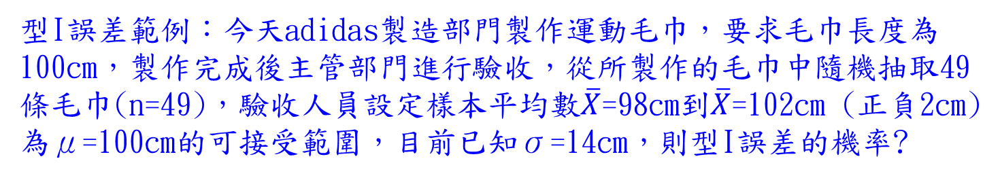 型I誤差範例：今天adidas製造部門製作運動毛巾，要求毛巾長度為
100cm，製作完成後主管部門進行驗收，從所製作的毛巾中隨機抽取49
條毛巾(n=49)，驗收人員設定樣本平均數X̄=98cm到X̄=102cm (正負2cm)
為μ=100cm的可接受範圍，目前已知σ=14cm，則型I誤差的機率?